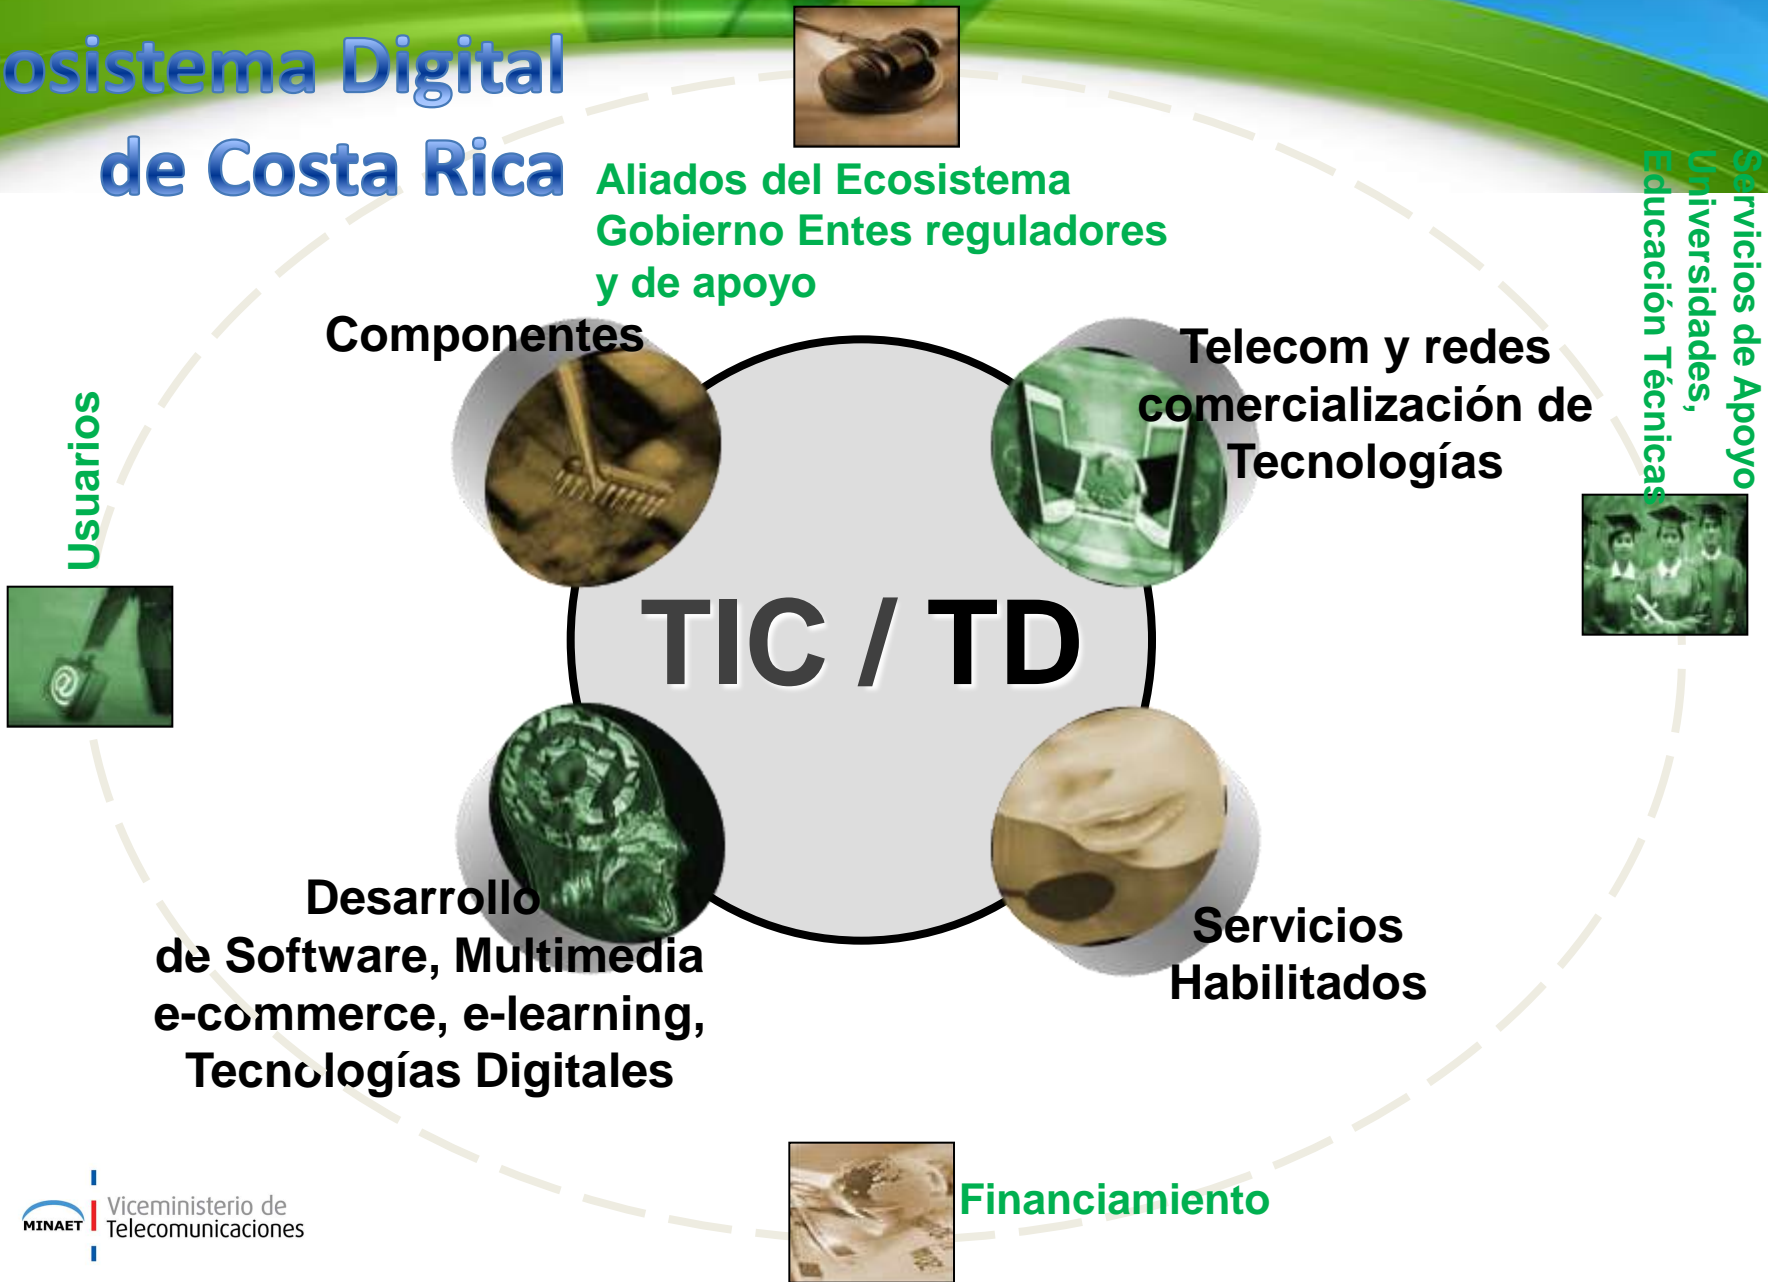 osistema Digital
de Costa Rica
Aliados del Ecosistema
Gobierno Entes reguladores
y de apoyo
Servicios de Apoyo
Universidades,
Educación Técnicas
Componentes
Telecom y redes
comercialización de
Tecnologías
Usuarios
TIC / TD
Desarrollo
de Software, Multimedia
e-commerce, e-learning,
Tecnologías Digitales
Servicios
Habilitados
Financiamiento
MINAET
Viceministerio de
Telecomunicaciones